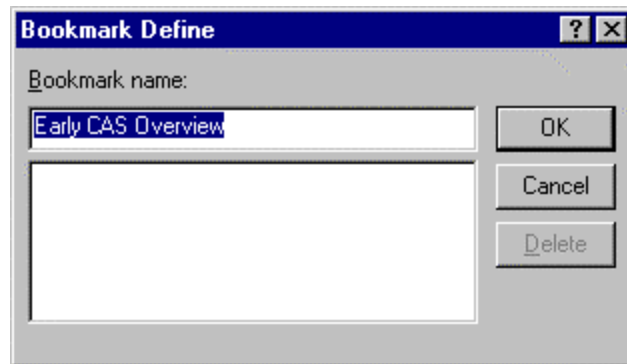 Bookmark Define
Bookmark name:
Early CAS Overview
OK
Cancel
Delete